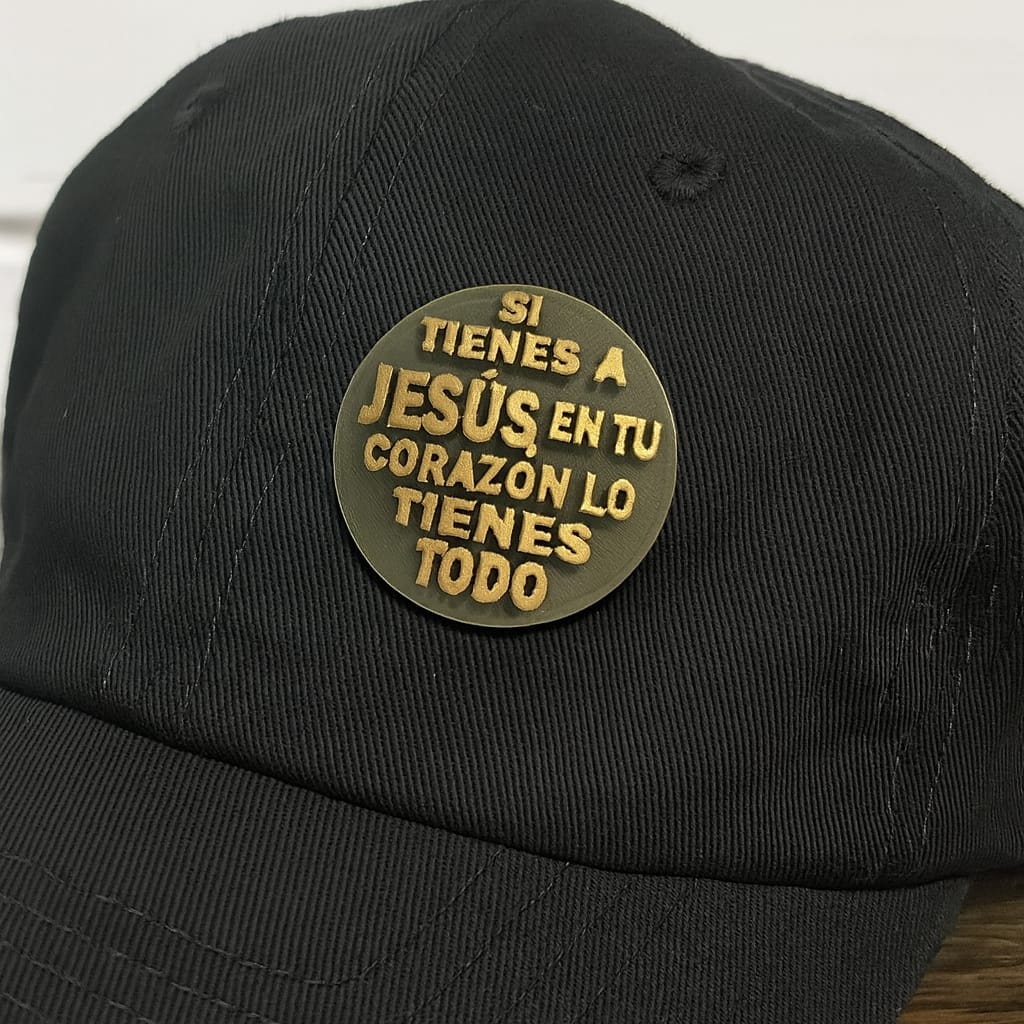 SI
TIENES A
JESÚS, EN TU
CORAZÓN LO
TIENES
TODO